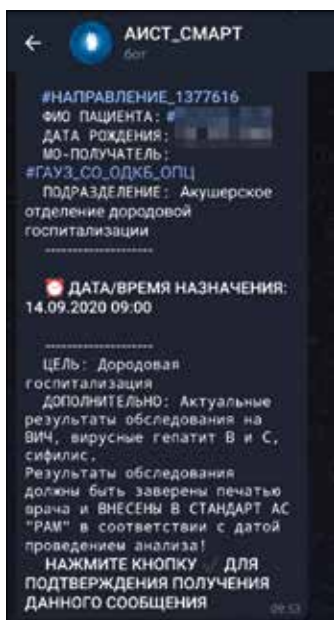 АИСТ_СМАРТ
бот
#НАПРАВЛЕНИЕ_1377616
ФИО ПАЦИЕНТА: #
ДАТА РОЖДЕНИЯ:
МО-ПОЛУЧАТЕЛЬ:
#ГАУЗ_СО_ОДКБ_ОПЦ
ПОДРАЗДЕЛЕНИЕ: Акушерское
отделение дородовой
госпитализации
--------------------
⏰ ДАТА/ВРЕМЯ НАЗНАЧЕНИЯ:
14.09.2020 09:00
--------------------
ЦЕЛЬ: Дородовая
госпитализация
ДОПОЛНИТЕЛЬНО: Актуальные
результаты обследования на
ВИЧ, вирусные гепатит В и С,
сифилис.
Результаты обследования
должны быть заверены печатью
врача и ВНЕСЕНЫ В СТАНДАРТ АС
"РАМ" в соответствии с датой
проведением анализа!
НАЖМИТЕ КНОПКУ ✓ ДЛЯ
ПОДТВЕРЖДЕНИЯ ПОЛУЧЕНИЯ
ДАННОГО СООБЩЕНИЯ
09:53